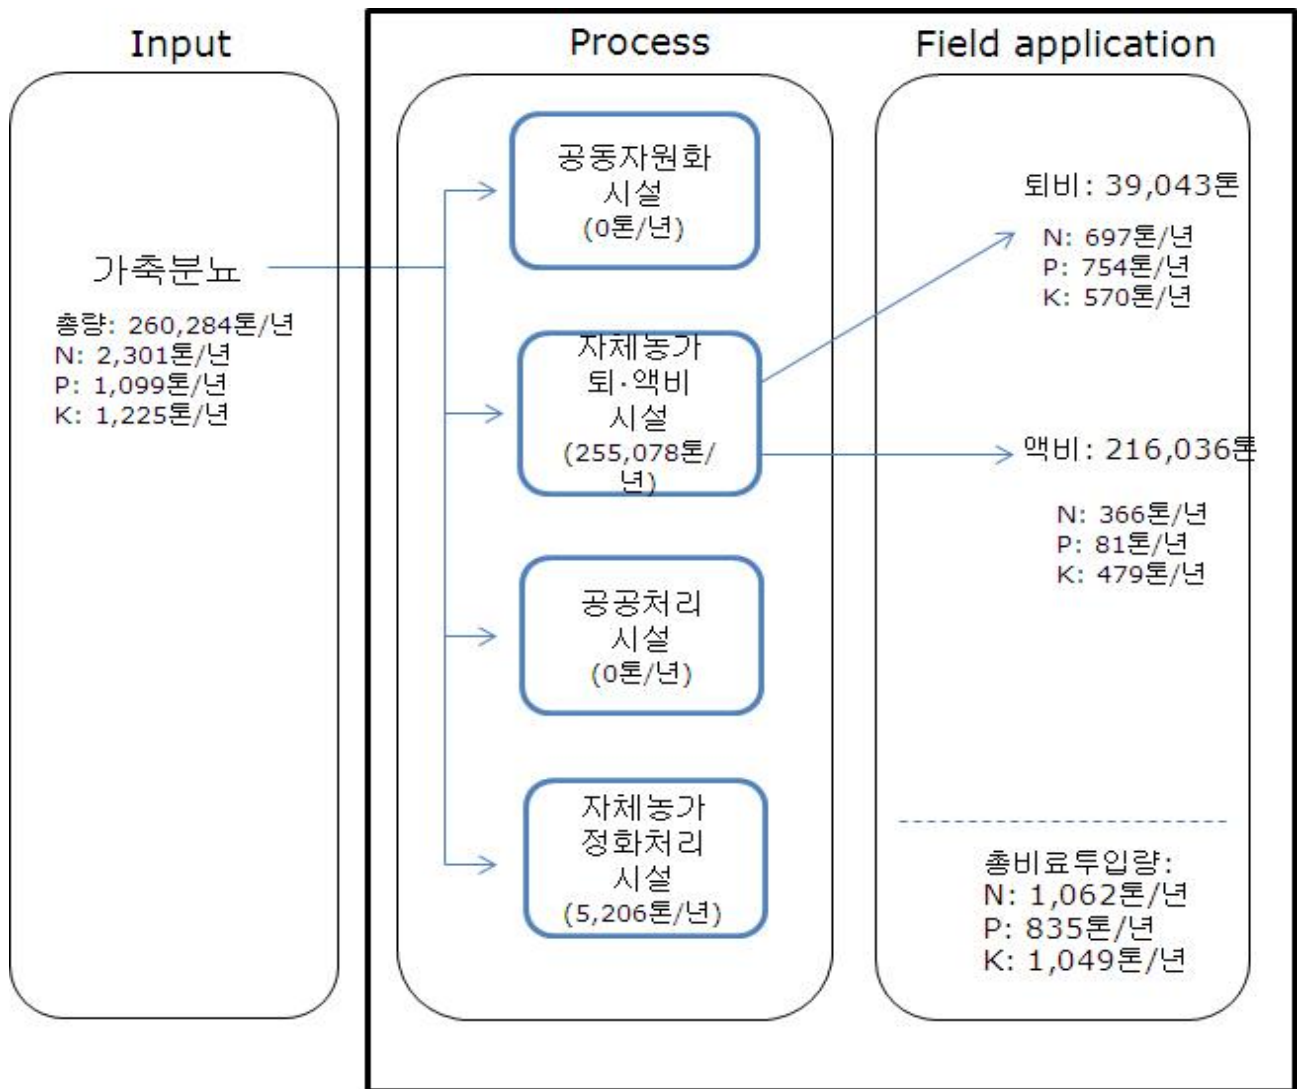 Input
가축분뇨
총량: 260,284톤/년
N: 2,301톤/년
P: 1,099톤/년
K: 1,225톤/년
Process
공동자원화
시설
(0톤/년)
자체농가
퇴·액비
시설
(255,078톤/
년)
공공처리
시설
(0톤/년)
자체농가
정화처리
시설
(5,206톤/년)
Field application
퇴비: 39,043톤
N: 697톤/년
P: 754톤/년
K: 570톤/년
액비: 216,036톤
N: 366톤/년
P: 81톤/년
K: 479톤/년
총비료투입량:
N: 1,062톤/년
P: 835톤/년
K: 1,049톤/년